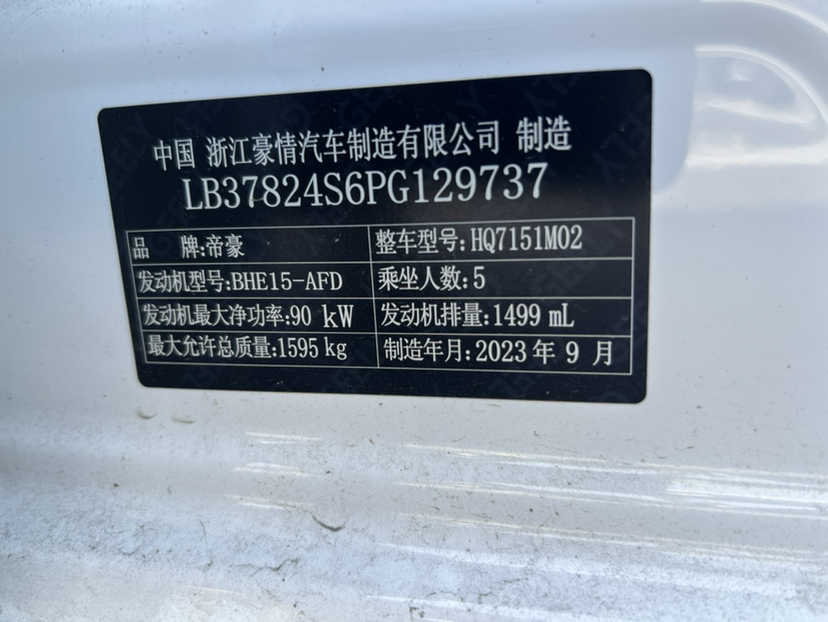 中国 浙江豪情汽车制造有限公司 制造
LB37824S6PG129737
品 牌:帝豪 整车型号:HQ7151M02
发动机型号:BHE15-AFD 乘坐人数:5
发动机最大净功率:90 kW 发动机排量:1499 mL
最大允许总质量:1595 kg 制造年月:2023 年 9 月